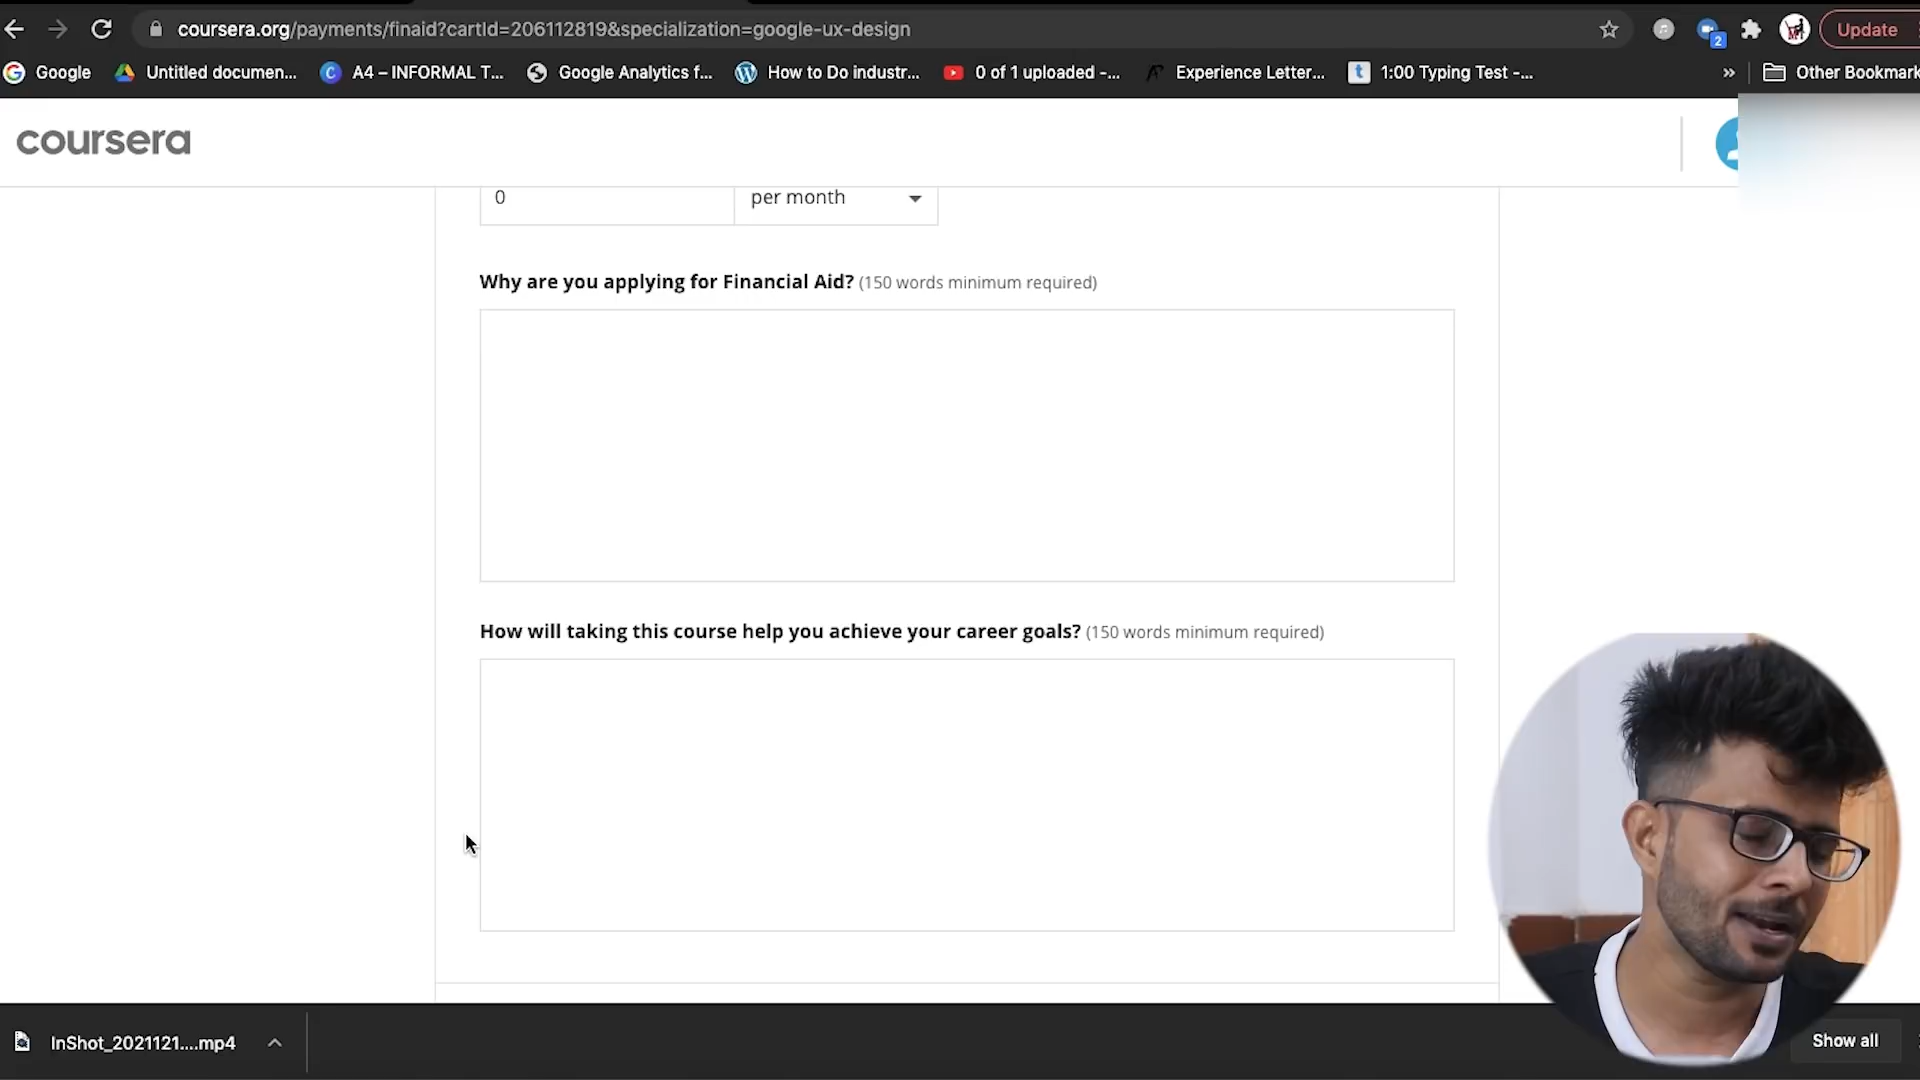 coursera.org/payments/finaid?cartId=206112819&specialization=google-ux-design
2
Update
Google
Untitled documen...
C
A4 – INFORMAL T...
Google Analytics f...
How to Do industr...
0 of 1 uploaded -...
Experience Letter...
t
1:00 Typing Test -...
»
Other Bookmark
coursera
0
per month
Why are you applying for Financial Aid? (150 words minimum required)
How will taking this course help you achieve your career goals? (150 words minimum required)
InShot_2021121....mp4
Show all